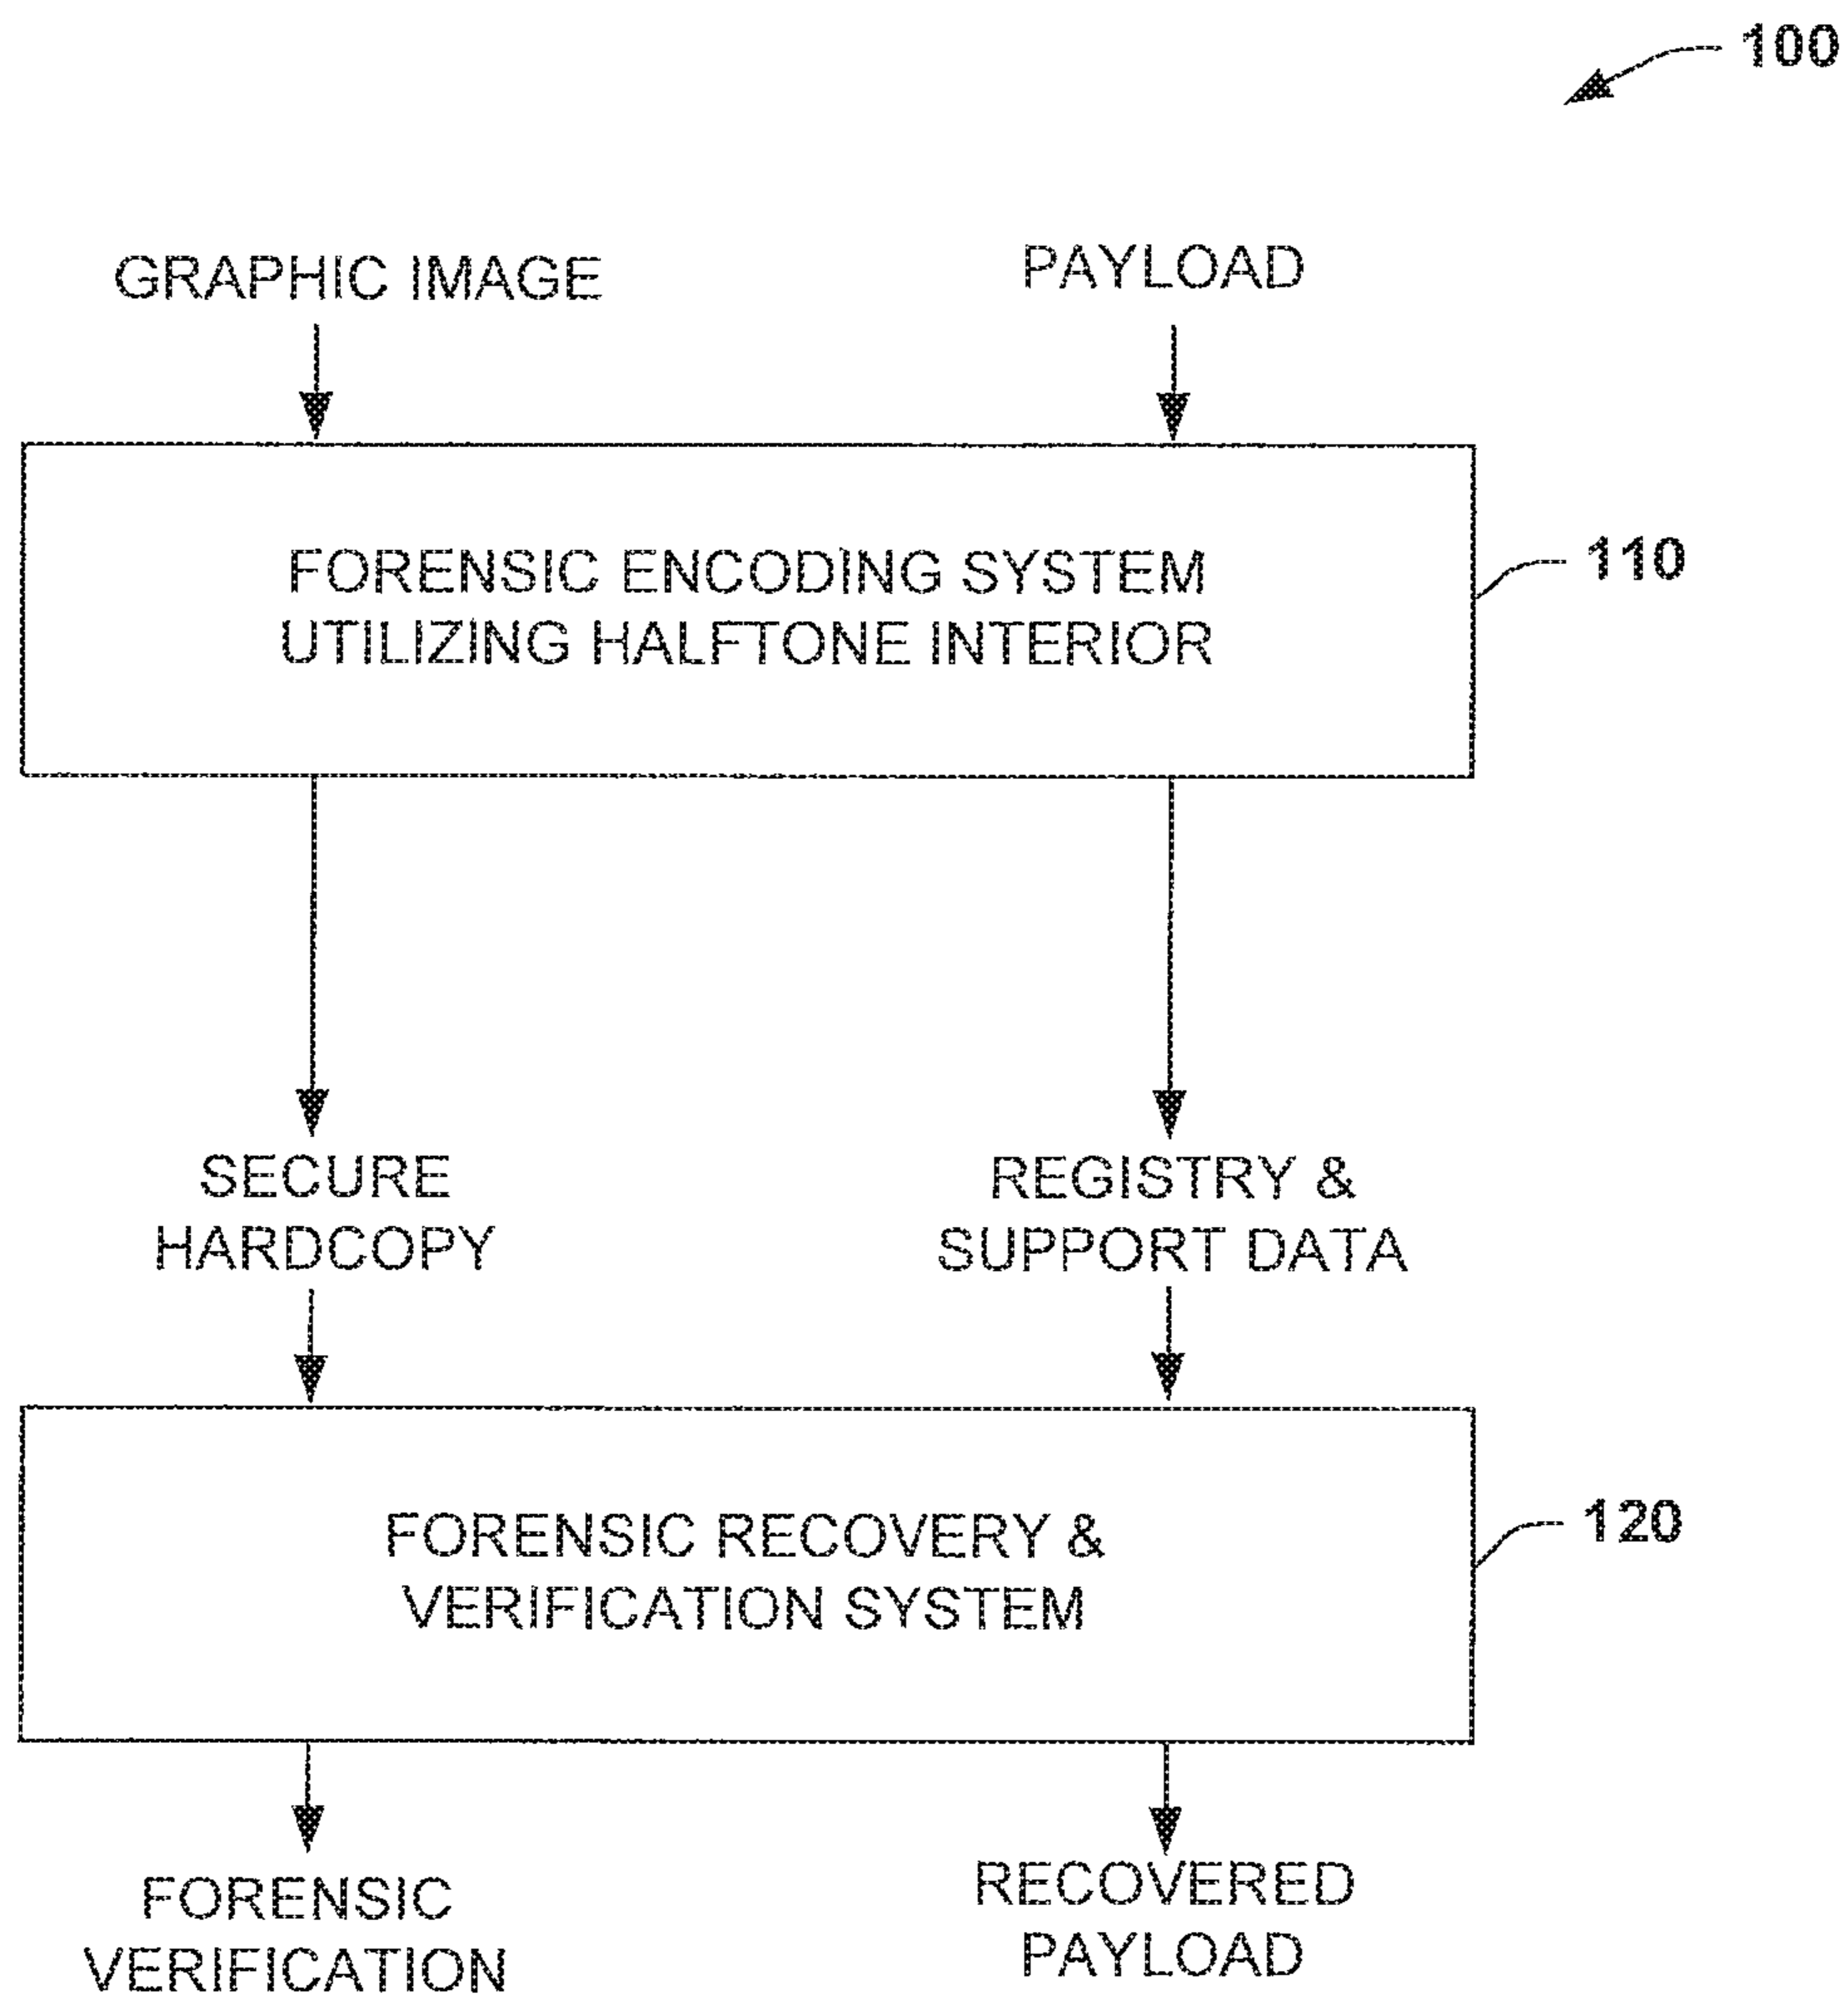 100
GRAPHIC IMAGE
PAYLOAD
FORENSIC ENCODING SYSTEM
UTILIZING HALFTONE INTERIOR
110
SECURE
HARDCOPY
REGISTRY &
SUPPORT DATA
FORENSIC RECOVERY &
VERIFICATION SYSTEM
120
FORENSIC
VERIFICATION
RECOVERED
PAYLOAD